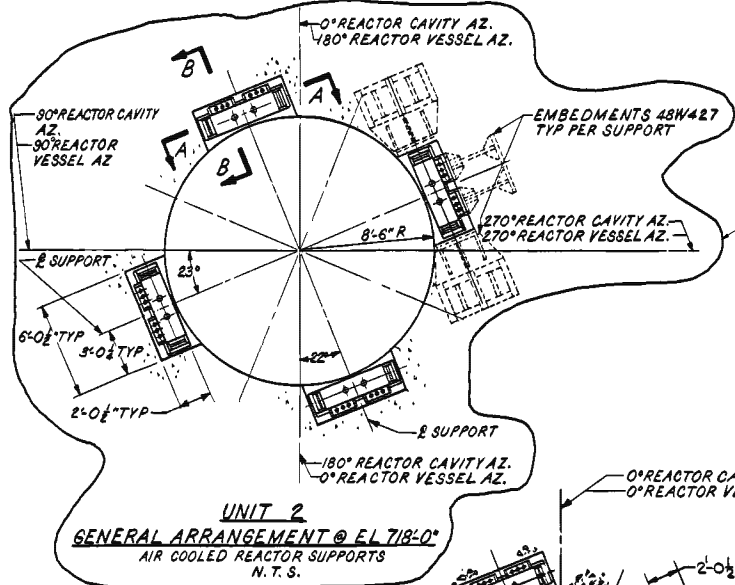 0° REACTOR CAVITY AZ.
180° REACTOR VESSEL AZ.
B
A
90° REACTOR CAVITY
AZ.
90° REACTOR
VESSEL AZ
EMBEDMENTS 48W427
TYP PER SUPPORT
A
B
270° REACTOR CAVITY AZ.
270° REACTOR VESSEL AZ.
8'-6" R
℄ SUPPORT
23°
6'-0½" TYP
3'-0¼ TYP
22°
2'-0½" TYP
℄ SUPPORT
180° REACTOR CAVITY AZ.
0° REACTOR VESSEL AZ.
0° REACTOR CA
0° REACTOR VE
UNIT 2
GENERAL ARRANGEMENT @ EL 718'-0"
AIR COOLED REACTOR SUPPORTS
N.T.S.
2'-0½